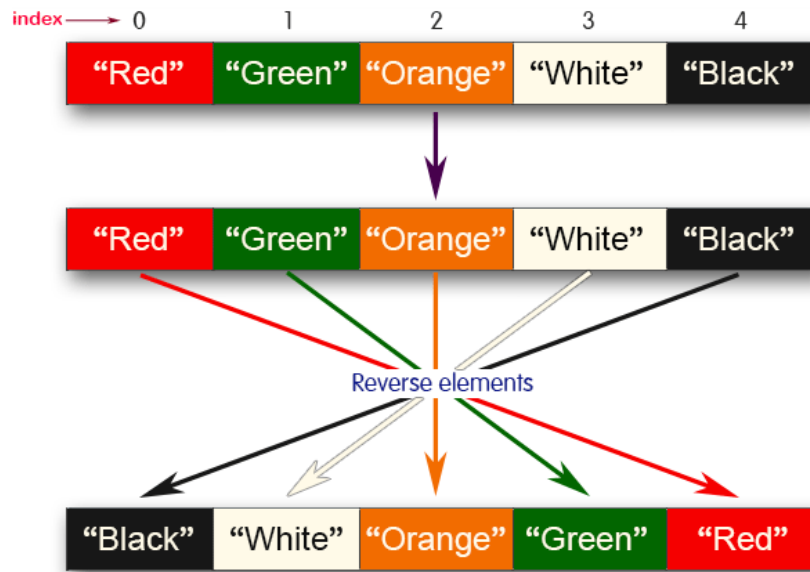 index 0 1 2 3 4
“Red” “Green” “Orange” “White” “Black”
“Red” “Green” “Orange” “White” “Black”
Reverse elements
“Black” “White” “Orange” “Green” “Red”